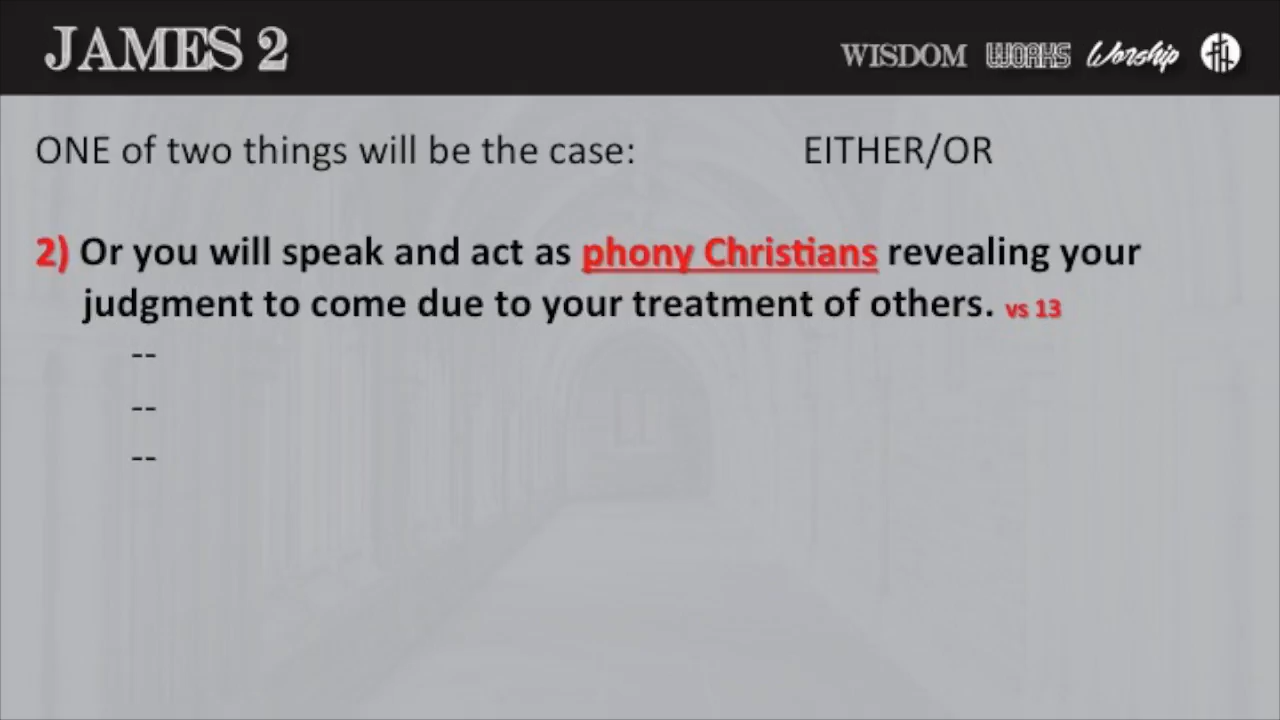 JAMES 2
WISDOM WORKS Worship
ONE of two things will be the case: EITHER/OR
2) Or you will speak and act as phony Christians revealing your
judgment to come due to your treatment of others. vs 13
--
--
--